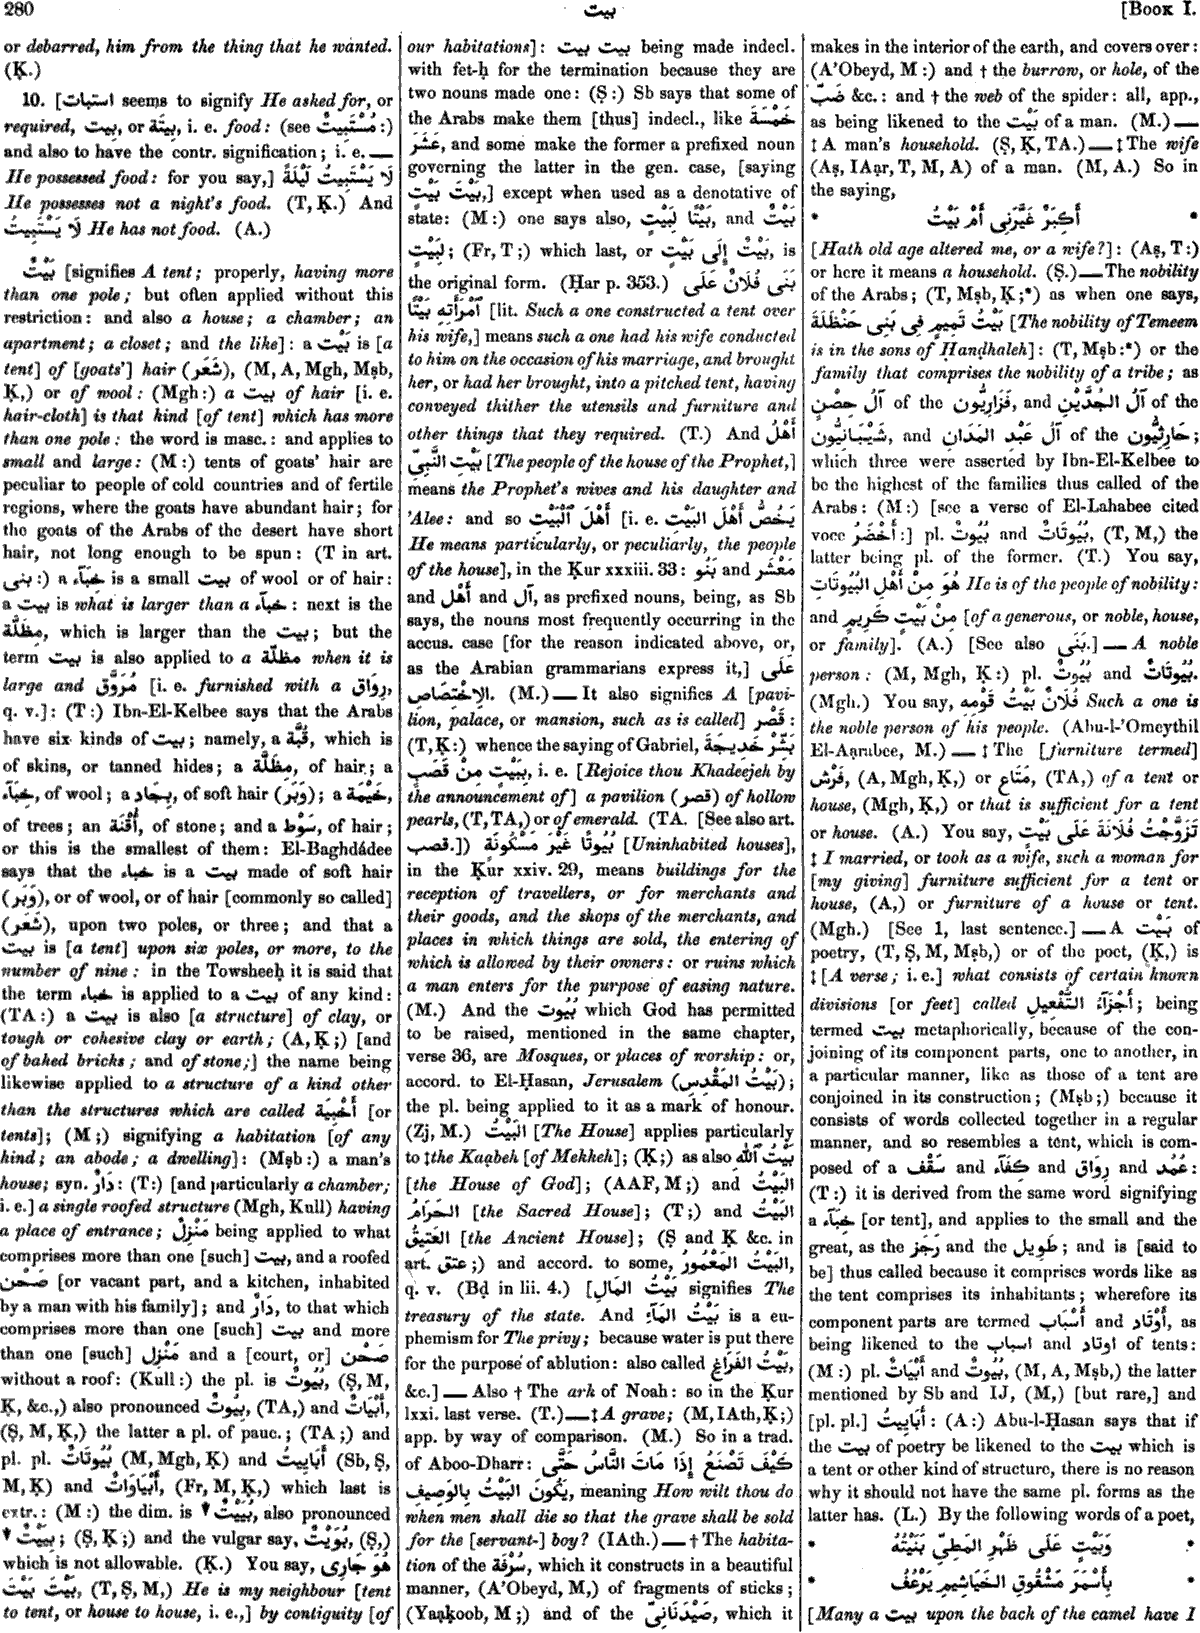 280
بيت
[Book I.
or debarred, him from the thing that he wanted.
(Ḳ.)
10. [استبات seems to signify He asked for, or
required, بِيت, or بِيتَة, i. e. food: (see مُسْتَبِيتٌ:)
and also to have the contr. signification; i. e. —
He possessed food: for you say,] لَا يَسْتَبِيتُ لَيْلَةً
He possesses not a night's food. (T, Ḳ.) And
لَا يَسْتَبِيتُ He has not food. (A.)
بَيْتٌ [signifies A tent; properly, having more
than one pole; but often applied without this
restriction: and also a house; a chamber; an
apartment; a closet; and the like]: a بَيْت is [a
tent] of [goats'] hair (شَعَر), (M, A, Mgh, Mṣb,
Ḳ,) or of wool: (Mgh:) a بيت of hair [i. e.
hair-cloth] is that kind [of tent] which has more
than one pole: the word is masc.: and applies to
small and large: (M:) tents of goats' hair are
peculiar to people of cold countries and of fertile
regions, where the goats have abundant hair; for
the goats of the Arabs of the desert have short
hair, not long enough to be spun: (T in art.
بنى:) a خِبَآء is a small بيت of wool or of hair:
a بيت is what is larger than a خبآء: next is the
مِظَلَّة, which is larger than the بيت; but the
term بيت is also applied to a مظلّة when it is
large and مُرَوَّق [i. e. furnished with a رِوَاق,
q. v.]: (T:) Ibn-El-Kelbee says that the Arabs
have six kinds of بيت; namely, a قُبَّة, which is
of skins, or tanned hides; a مِظَلَّة, of hair; a
خِبَآء, of wool; a بِجَاد, of soft hair (وَبَر); a خَيْمَة,
of trees; an أُقْنَة, of stone; and a سَوْط, of hair;
or this is the smallest of them: El-Baghdádee
says that the خباء is a بيت made of soft hair
(وَبَر), or of wool, or of hair [commonly so called]
(شَعَر), upon two poles, or three; and that a
بيت is [a tent] upon six poles, or more, to the
number of nine: in the Towsheeḥ it is said that
the term خباء is applied to a بيت of any kind:
(TA:) a بيت is also [a structure] of clay, or
tough or cohesive clay or earth; (A, Ḳ;) [and
of baked bricks; and of stone;] the name being
likewise applied to a structure of a kind other
than the structures which are called أَخْبِيَة [or
tents]; (M;) signifying a habitation [of any
kind; an abode; a dwelling]: (Mṣb:) a man's
house; syn. دَارٌ: (T:) [and particularly a chamber;
i. e.] a single roofed structure (Mgh, Kull) having
a place of entrance; مَنْزِلٌ being applied to what
comprises more than one [such] بيت, and a roofed
صَحْن [or vacant part, and a kitchen, inhabited
by a man with his family]; and دَارٌ, to that which
comprises more than one [such] بيت and more
than one [such] منزل and a [court, or] صَحْن
without a roof: (Kull:) the pl. is بُيُوتٌ, (Ṣ, M,
Ḳ, &c.,) also pronounced بِيُوتٌ, (TA,) and أَبْيَاتٌ,
(Ṣ, M, Ḳ,) the latter a pl. of pauc.; (TA;) and
pl. pl. بُيُوتَاتٌ (M, Mgh, Ḳ) and أَبَايِيتُ (Sb, Ṣ,
M, Ḳ) and أَبْيَاوَاتٌ, (Fr, M, Ḳ,) which last is
extr.: (M:) the dim. is ▼ بُيَيْتٌ, also pronounced
▼ بِيَيْتٌ; (Ṣ, Ḳ;) and the vulgar say, بُوَيْتٌ, (Ṣ,)
which is not allowable. (Ḳ.) You say, هُوَ جَارِى
بَيْتَ بَيْتَ, (T, Ṣ, M,) He is my neighbour [tent
to tent, or house to house, i. e.,] by contiguity [of
our habitations]: بيت بيت being made indecl.
with fet-ḥ for the termination because they are
two nouns made one: (Ṣ:) Sb says that some of
the Arabs make them [thus] indecl., like خَمْسَةَ
عَشَرَ, and some make the former a prefixed noun
governing the latter in the gen. case, [saying
بَيْتَ بَيْتٍ,] except when used as a denotative of
state: (M:) one says also, بَيْتًا لِبَيْتٍ, and بَيْتٌ
لِبَيْتٍ; (Fr, T;) which last, or بَيْتٌ إِلَى بَيْتٍ, is
the original form. (Ḥar p. 353.) بَنَى فُلَانٌ عَلَى
ٱمْرَأَتِهِ بَيْتًا [lit. Such a one constructed a tent over
his wife,] means such a one had his wife conducted
to him on the occasion of his marriage, and brought
her, or had her brought, into a pitched tent, having
conveyed thither the utensils and furniture and
other things that they required. (T.) And أَهْلُ
بَيْتِ النَّبِىِّ [The people of the house of the Prophet,]
means the Prophet's wives and his daughter and
'Alee: and so أَهْلَ ٱلْبَيْتِ [i. e. يَخُصُّ أَهْلَ البَيْتِ
He means particularly, or peculiarly, the people
of the house], in the Ḳur xxxiii. 33: بَنُو and مَعْشَر
and أَهْل and آل, as prefixed nouns, being, as Sb
says, the nouns most frequently occurring in the
accus. case [for the reason indicated above, or,
as the Arabian grammarians express it,] عَلَى
الاِخْتِصَاصِ. (M.) — It also signifies A [pavi-
lion, palace, or mansion, such as is called] قَصْر:
(T, Ḳ:) whence the saying of Gabriel, بَشِّرْ خَدِيجَةَ
بِبَيْتٍ مِنْ قَصَبٍ, i. e. [Rejoice thou Khadeejeh by
the announcement of] a pavilion (قصر) of hollow
pearls, (T, TA,) or of emerald. (TA. [See also art.
قصب.]) بُيُوتًا غَيْرَ مَسْكُونَةٍ [Uninhabited houses],
in the Ḳur xxiv. 29, means buildings for the
reception of travellers, or for merchants and
their goods, and the shops of the merchants, and
places in which things are sold, the entering of
which is allowed by their owners: or ruins which
a man enters for the purpose of easing nature.
(M.) And the بُيُوت which God has permitted
to be raised, mentioned in the same chapter,
verse 36, are Mosques, or places of worship: or,
accord. to El-Ḥasan, Jerusalem (بَيْتُ المَقْدِسِ);
the pl. being applied to it as a mark of honour.
(Zj, M.) البَيْتُ [The House] applies particularly
to ‡the Kaạbeh [of Mekkeh]; (Ḳ;) as also بَيْتُ ٱللّٰهِ
[the House of God]; (AAF, M;) and البَيْتُ
الحَرَامُ [the Sacred House]; (T;) and البَيْتُ
العَتِيقُ [the Ancient House]; (Ṣ and Ḳ &c. in
art. عتق;) and accord. to some, البَيْتُ المَعْمُورُ,
q. v. (Bḍ in lii. 4.) [بَيْتُ المَالِ signifies The
treasury of the state. And بَيْتُ المَآءِ is a eu-
phemism for The privy; because water is put there
for the purpose of ablution: also called بَيْتُ الفَرَاغِ,
&c.] — Also † The ark of Noah: so in the Ḳur
lxxi. last verse. (T.) — ‡ A grave; (M, IAth, Ḳ;)
app. by way of comparison. (M.) So in a trad.
of Aboo-Dharr: كَيْفَ تَصْنَعُ إِذَا مَاتَ النَّاسُ حَتَّى
يَكُونَ البَيْتُ بِالوَصِيفِ, meaning How wilt thou do
when men shall die so that the grave shall be sold
for the [servant-] boy? (IAth.) — † The habita-
tion of the سُرْفَة, which it constructs in a beautiful
manner, (A'Obeyd, M,) of fragments of sticks;
(Yaạḳoob, M;) and of the صَيْدَنَانِىّ, which it
makes in the interior of the earth, and covers over:
(A'Obeyd, M:) and † the burrow, or hole, of the
ضَبّ &c.: and † the web of the spider: all, app.,
as being likened to the بَيْت of a man. (M.) —
‡ A man's household. (Ṣ, Ḳ, TA.) — ‡ The wife
(Aṣ, IAạr, T, M, A) of a man. (M, A.) So in
the saying,
* أَكِبَرٌ غَيَّرَنِى أَمْ بَيْتُ *
[Hath old age altered me, or a wife?]: (Aṣ, T:)
or here it means a household. (Ṣ.) — The nobility
of the Arabs; (T, Mṣb, Ḳ;*) as when one says,
بَيْتُ تَمِيمٍ فِى بَنِى حَنْظَلَةَ [The nobility of Temeem
is in the sons of Ḥandhaleh]: (T, Mṣb:*) or the
family that comprises the nobility of a tribe; as
آلُ حِصْنٍ of the فَزَارِيُّون, and آلُ الجُدَّيْنِ of the
شَيْبَانِيُّون, and آلُ عَبْدِ المَدَانِ of the حَارِثِيُّون;
which three were asserted by Ibn-El-Kelbee to
be the highest of the families thus called of the
Arabs: (M:) [see a verse of El-Lahabee cited
voce أَخْضَرُ:] pl. بُيُوتٌ and بُيُوتَاتٌ, (T, M,) the
latter being pl. of the former. (T.) You say,
هُوَ مِنْ أَهْلِ البُيُوتَاتِ He is of the people of nobility:
and مِنْ بَيْتٍ كَرِيمٍ [of a generous, or noble, house,
or family]. (A.) [See also بَنَى.] — A noble
person: (M, Mgh, Ḳ:) pl. بُيُوتٌ and بُيُوتَاتٌ.
(Mgh.) You say, فُلَانٌ بَيْتُ قَوْمِهِ Such a one is
the noble person of his people. (Abu-l-'Omeythil
El-Aạrabee, M.) — ‡ The [furniture termed]
فَرْش, (A, Mgh, Ḳ,) or مَتَاع, (TA,) of a tent or
house, (Mgh, Ḳ,) or that is sufficient for a tent
or house. (A.) You say, تَزَوَّجْتُ فُلَانَةَ عَلَى بَيْتٍ
‡ I married, or took as a wife, such a woman for
[my giving] furniture sufficient for a tent or
house, (A,) or furniture of a house or tent.
(Mgh.) [See 1, last sentence.] — A بَيْت of
poetry, (T, Ṣ, M, Mṣb,) or of the poet, (Ḳ,) is
‡ [A verse; i. e.] what consists of certain known
divisions [or feet] called أَجْزَآءُ التَّفْعِيلِ; being
termed بيت metaphorically, because of the con-
joining of its component parts, one to another, in
a particular manner, like as those of a tent are
conjoined in its construction; (Mṣb;) because it
consists of words collected together in a regular
manner, and so resembles a tent, which is com-
posed of a سَقْف and كِفَآء and رِوَاق and عُمُد:
(T:) it is derived from the same word signifying
a خِبَآء [or tent], and applies to the small and the
great, as the رَجَز and the طَوِيل; and is [said to
be] thus called because it comprises words like as
the tent comprises its inhabitants; wherefore its
component parts are termed أَسْبَاب and أَوْتَاد, as
being likened to the اسباب and اوتاد of tents:
(M:) pl. أَبْيَاتٌ and بُيُوتٌ, (M, A, Mṣb,) the latter
mentioned by Sb and IJ, (M,) [but rare,] and
[pl. pl.] أَبَايِيتُ: (A:) Abu-l-Ḥasan says that if
the بيت of poetry be likened to the بيت which is
a tent or other kind of structure, there is no reason
why it should not have the same pl. forms as the
latter has. (L.) By the following words of a poet,
* وَبَيْتٍ عَلَى ظَهْرِ المَطِىِّ بَنَيْتُهُ *
* بِأَسْمَرَ مَشْقُوقِ الخَيَاشِيمِ يَرْعُفُ *
[Many a بيت upon the back of the camel have I